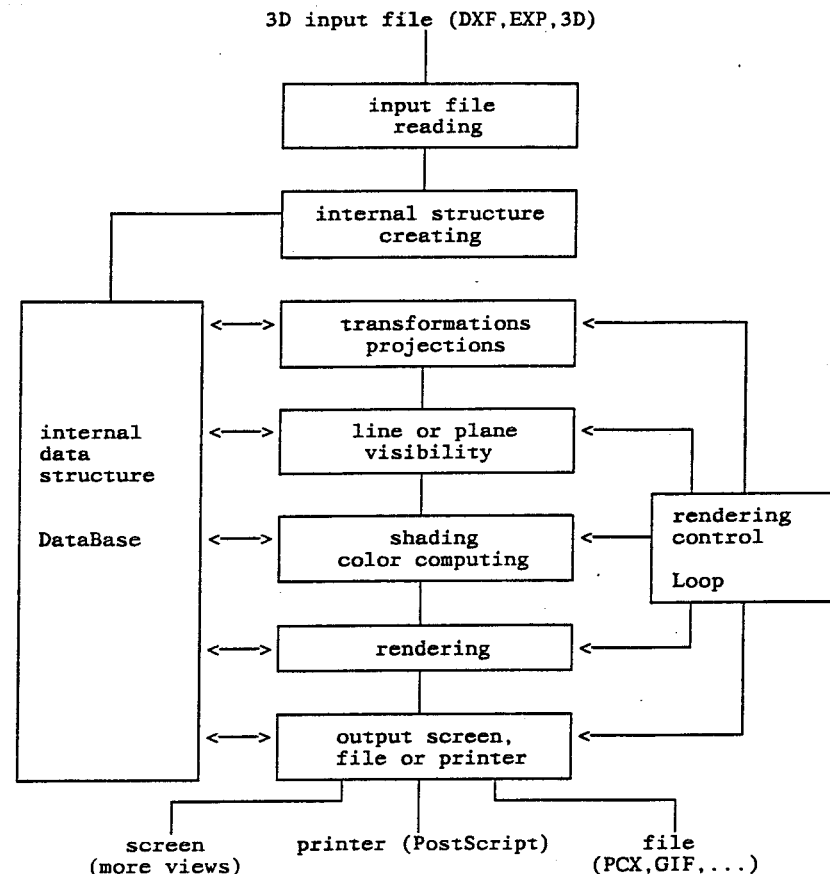 3D input file (DXF,EXP,3D)
input file
reading
internal structure
creating
transformations
projections
line or plane
visibility
internal
data
structure
DataBase
shading
color computing
rendering
control
Loop
rendering
output screen,
file or printer
screen
(more views)
printer (PostScript)
file
(PCX,GIF,...)